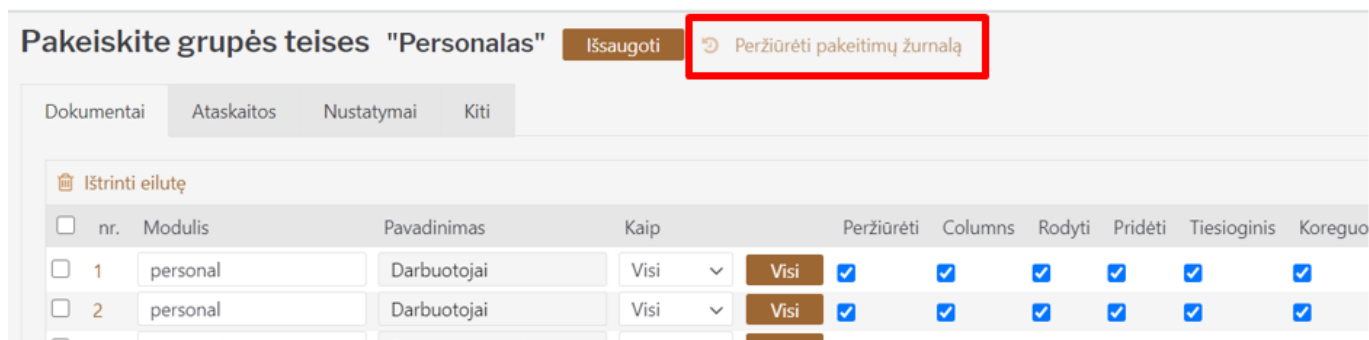 Pakeiskite grupės teises "Personalas" Išsaugoti Peržiūrėti pakeitimų žurnalą
Dokumentai Ataskaitos Nustatymai Kiti
Ištrinti eilutę
nr. Modulis Pavadinimas Kaip Peržiūrėti Columns Rodyti Pridėti Tiesioginis Koreguo
1 personal Darbuotojai Visi Visi
2 personal Darbuotojai Visi Visi